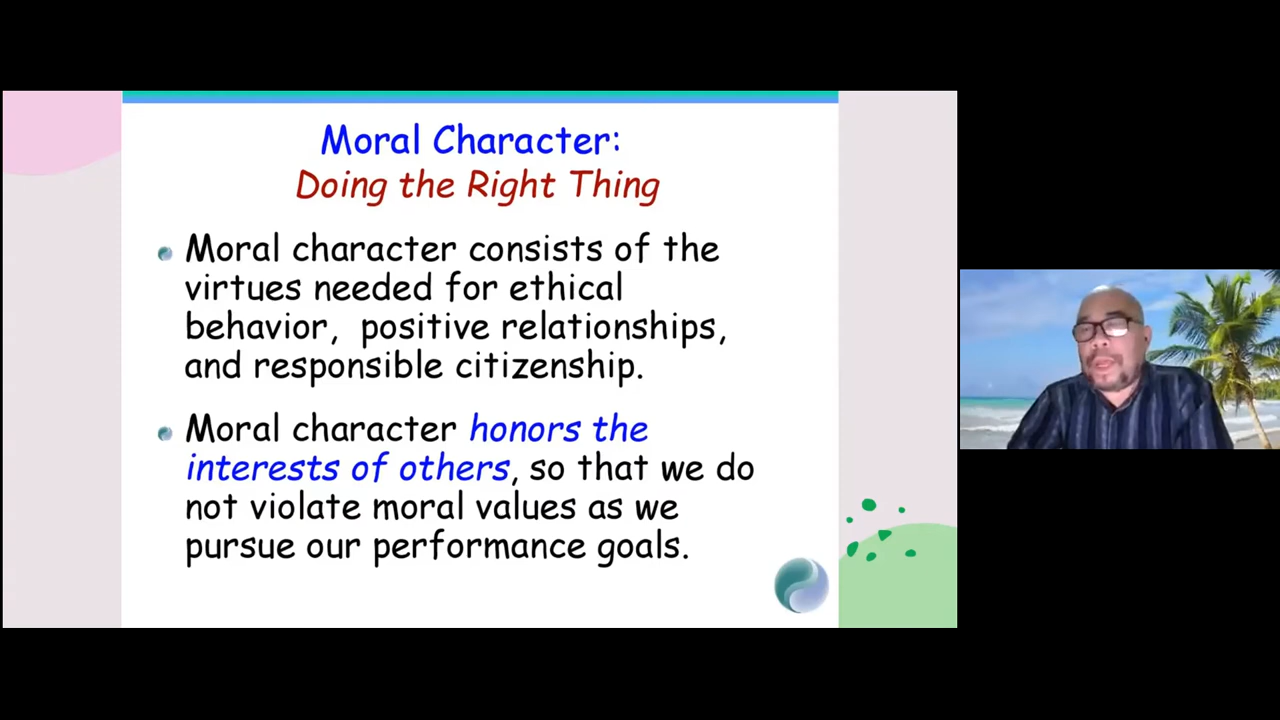 Moral Character:
Doing the Right Thing
Moral character consists of the
virtues needed for ethical
behavior,  positive relationships,
and responsible citizenship.
Moral character honors the
interests of others, so that we do
not violate moral values as we
pursue our performance goals.